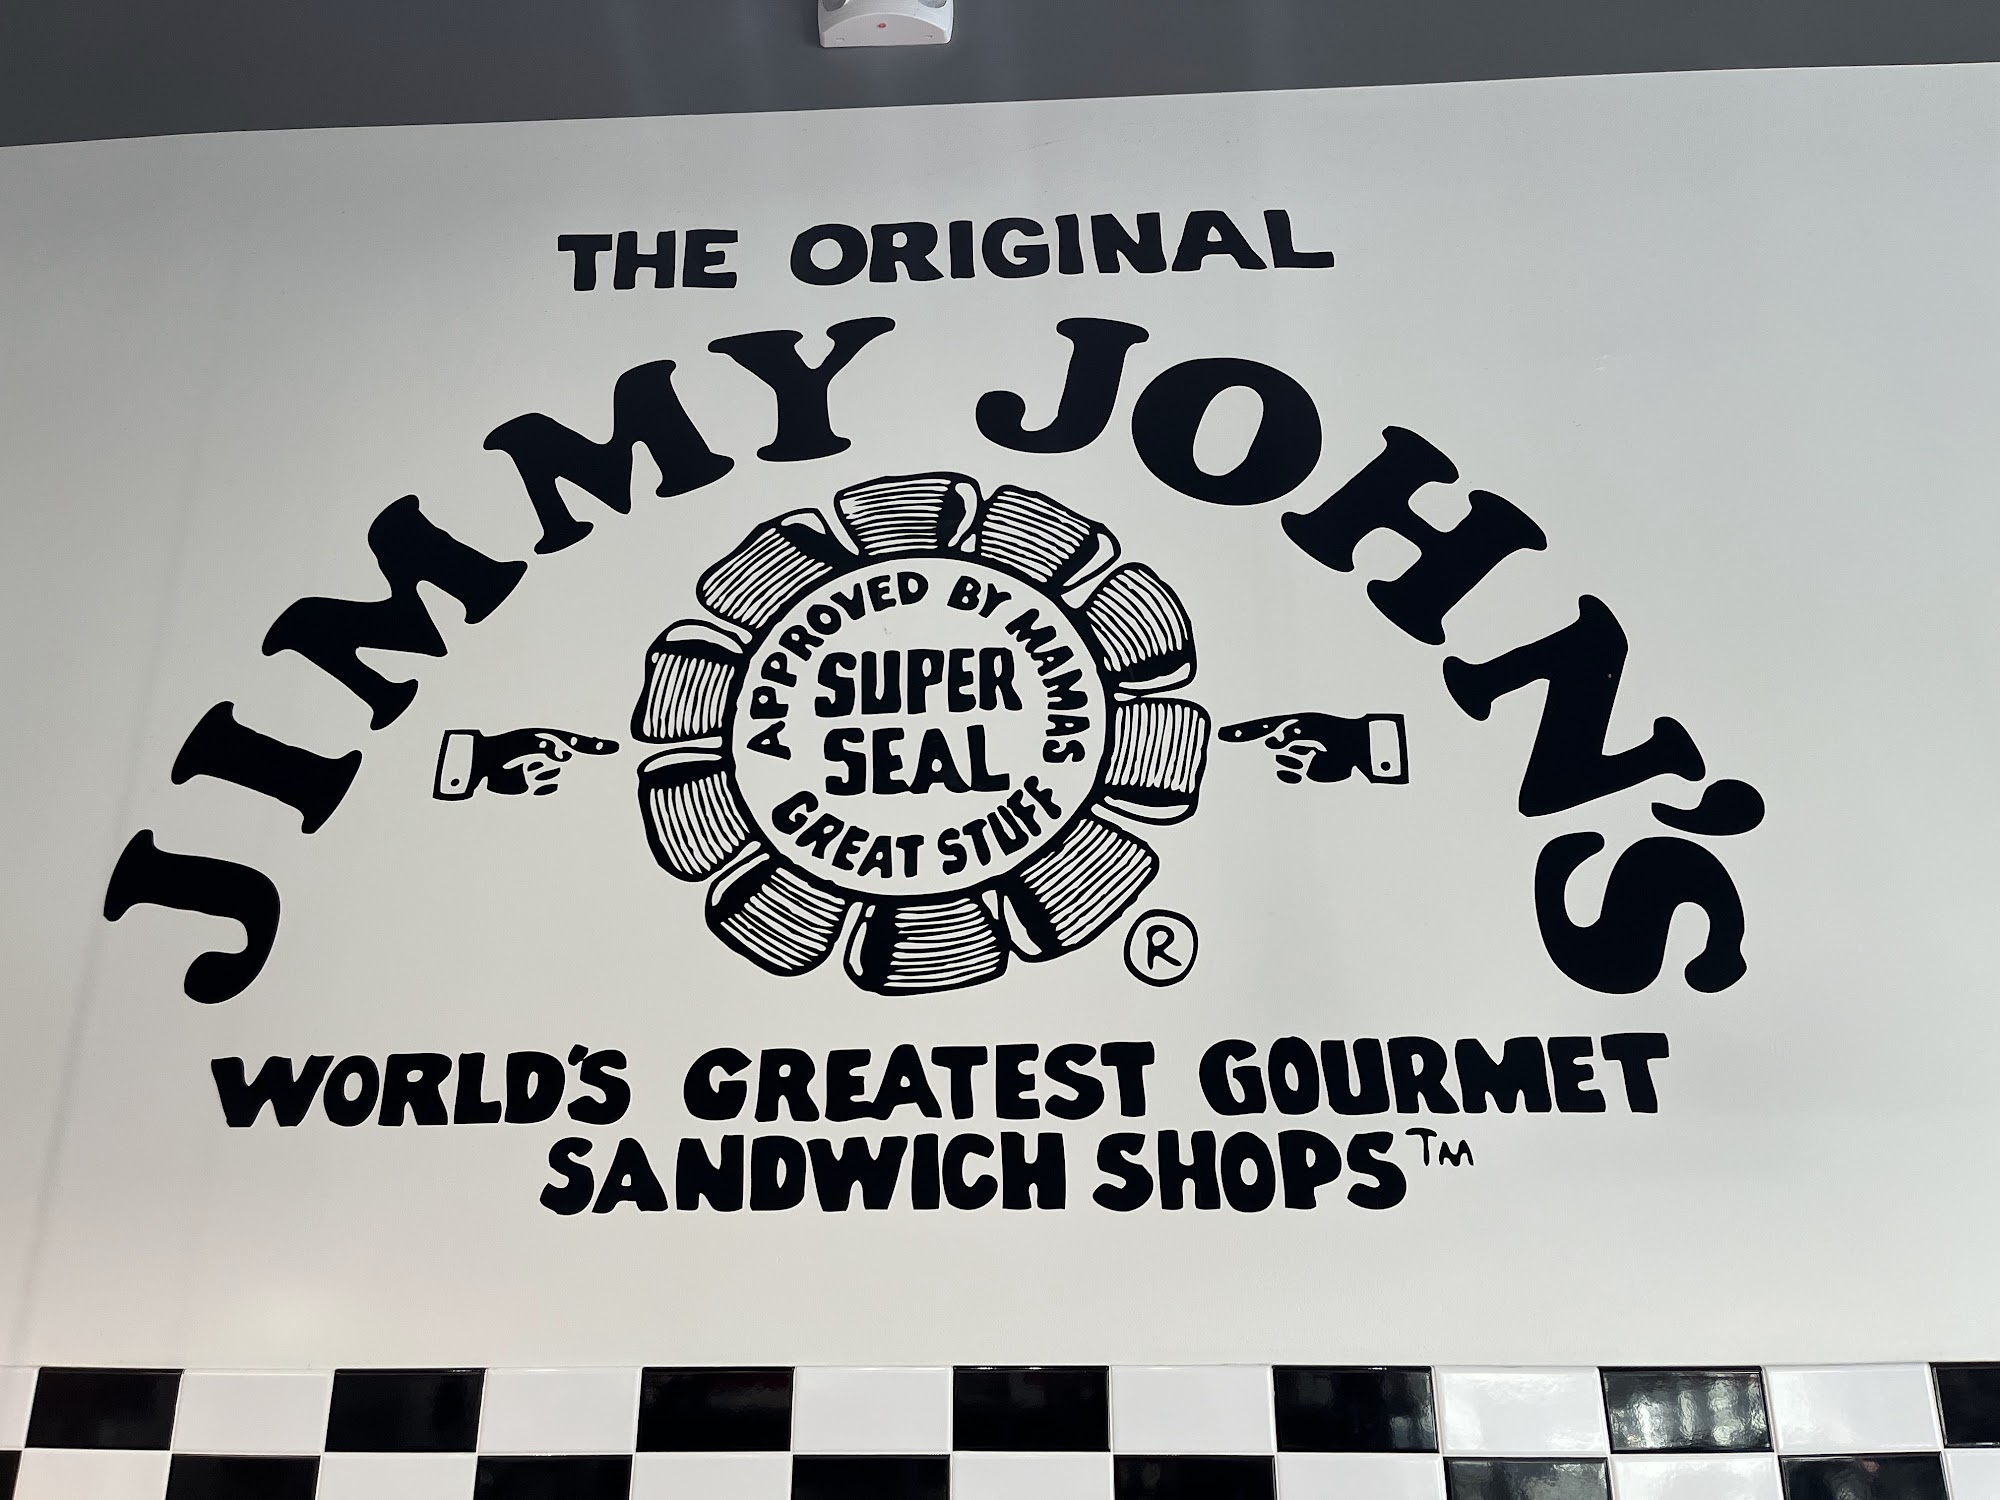 THE ORIGINAL
JIMMY JOHN'S
APPROVED BY MAMAS
SUPER
SEAL
GREAT STUFF
®
WORLD'S GREATEST GOURMET
SANDWICH SHOPS™